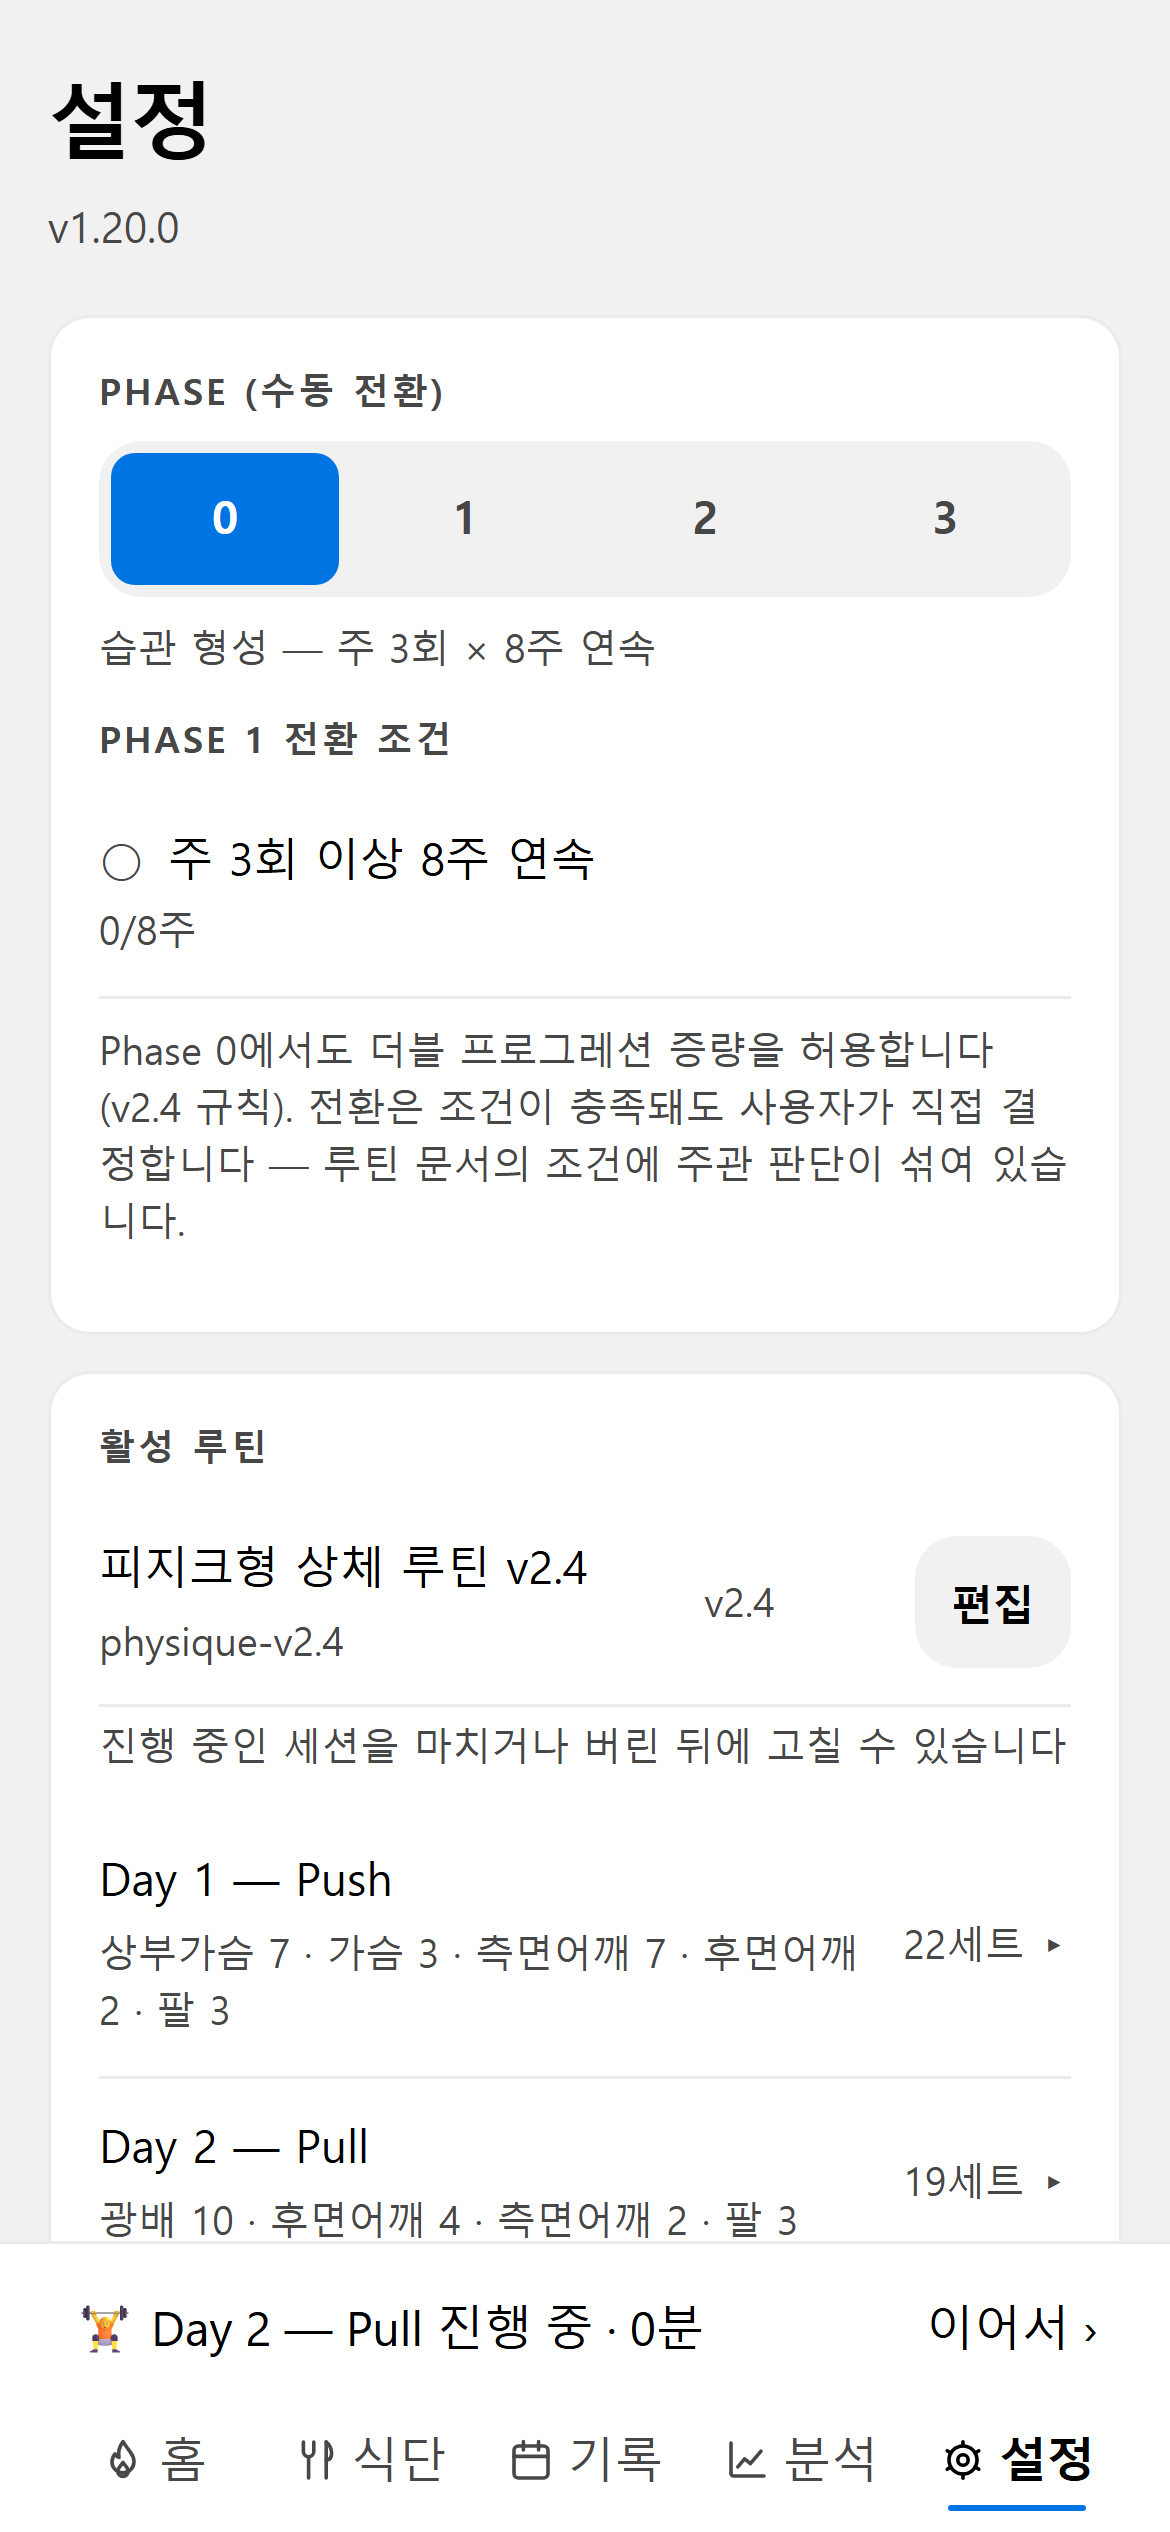 설정
v1.20.0
PHASE (수동 전환)
0 1 2 3
습관 형성 — 주 3회 × 8주 연속
PHASE 1 전환 조건
○ 주 3회 이상 8주 연속
0/8주
Phase 0에서도 더블 프로그레션 증량을 허용합니다
(v2.4 규칙). 전환은 조건이 충족돼도 사용자가 직접 결
정합니다 — 루틴 문서의 조건에 주관 판단이 섞여 있습
니다.
활성 루틴
피지크형 상체 루틴 v2.4
physique-v2.4
v2.4
편집
진행 중인 세션을 마치거나 버린 뒤에 고칠 수 있습니다
Day 1 — Push
상부가슴 7 · 가슴 3 · 측면어깨 7 · 후면어깨
2 · 팔 3
22세트 ▸
Day 2 — Pull
광배 10 · 후면어깨 4 · 측면어깨 2 · 팔 3
19세트 ▸
🏋️ Day 2 — Pull 진행 중 · 0분 이어서 ›
홈 식단 기록 분석 설정